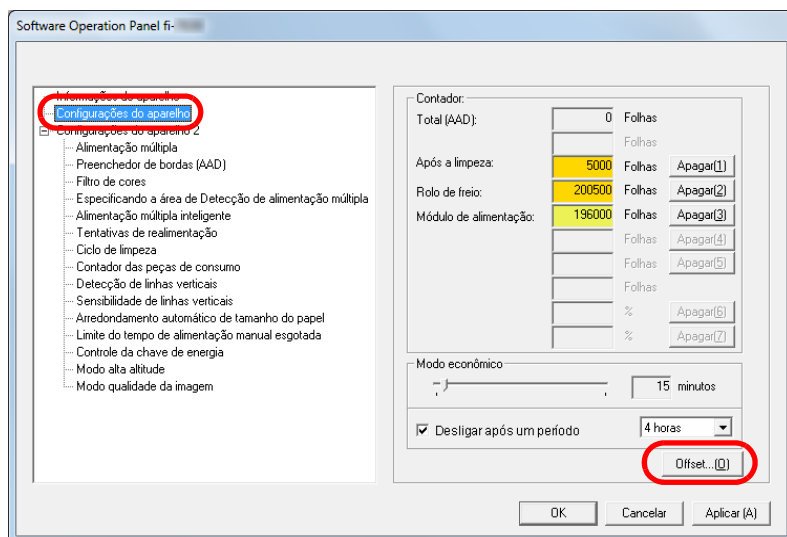 Software Operation Panel fi-
Informações do aparelho
Configurações do aparelho
Configurações do aparelho 2
Alimentação múltipla
Preenchedor de bordas (AAD)
Filtro de cores
Especificando a área de Detecção de alimentação múltipla
Alimentação múltipla inteligente
Tentativas de realimentação
Ciclo de limpeza
Contador das peças de consumo
Detecção de linhas verticais
Sensibilidade de linhas verticais
Arredondamento automático de tamanho do papel
Limite do tempo de alimentação manual esgotada
Controle da chave de energia
Modo alta altitude
Modo qualidade da imagem
Contador:
Total (AAD): 0 Folhas
Folhas
Após a limpeza: 5000 Folhas Apagar(1)
Rolo de freio: 200500 Folhas Apagar(2)
Módulo de alimentação: 196000 Folhas Apagar(3)
Folhas Apagar(4)
Folhas Apagar(5)
Folhas
% Apagar(6)
% Apagar(7)
Modo econômico
15 minutos
Desligar após um período 4 horas
Offset...(O)
OK Cancelar Aplicar (A)